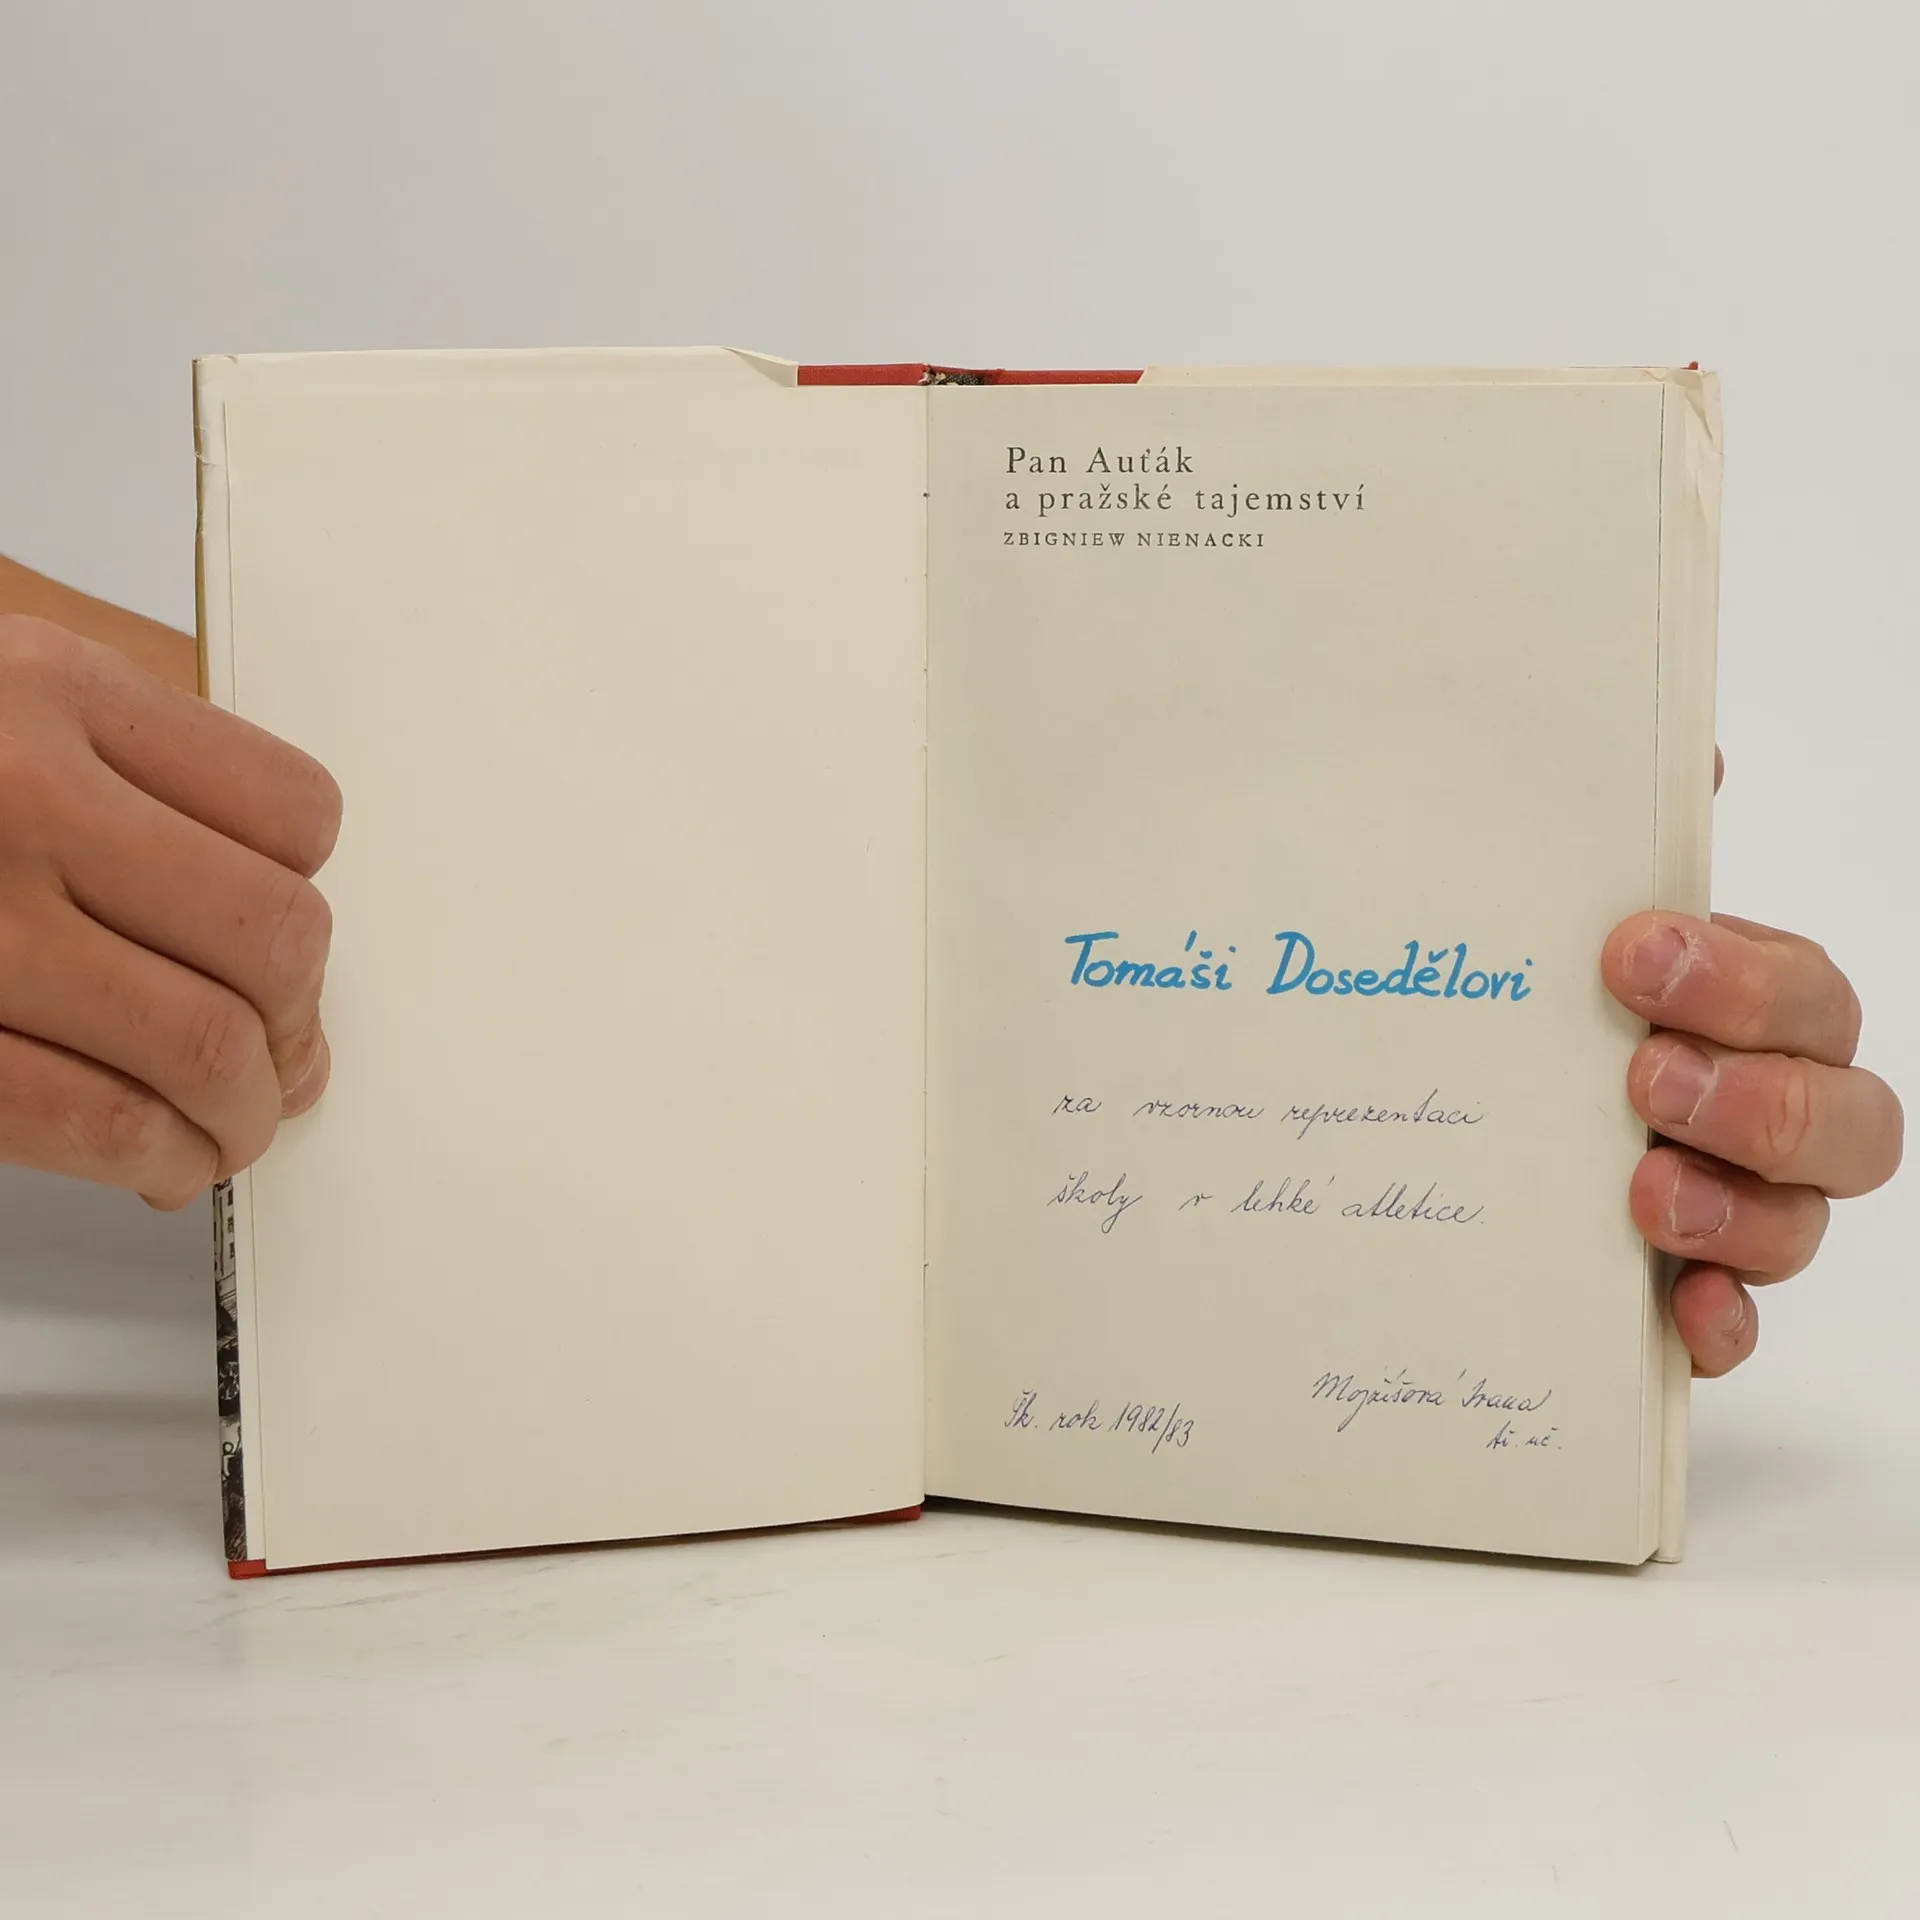 Pan Auťák
a pražské tajemství
ZBIGNIEW NIENACKI
Tomáši Dosedělovi
za vzornou reprezentaci
školy v lehké atletice.
Šk. rok 1982/83
Mojžíšová Ivana
tř. uč.